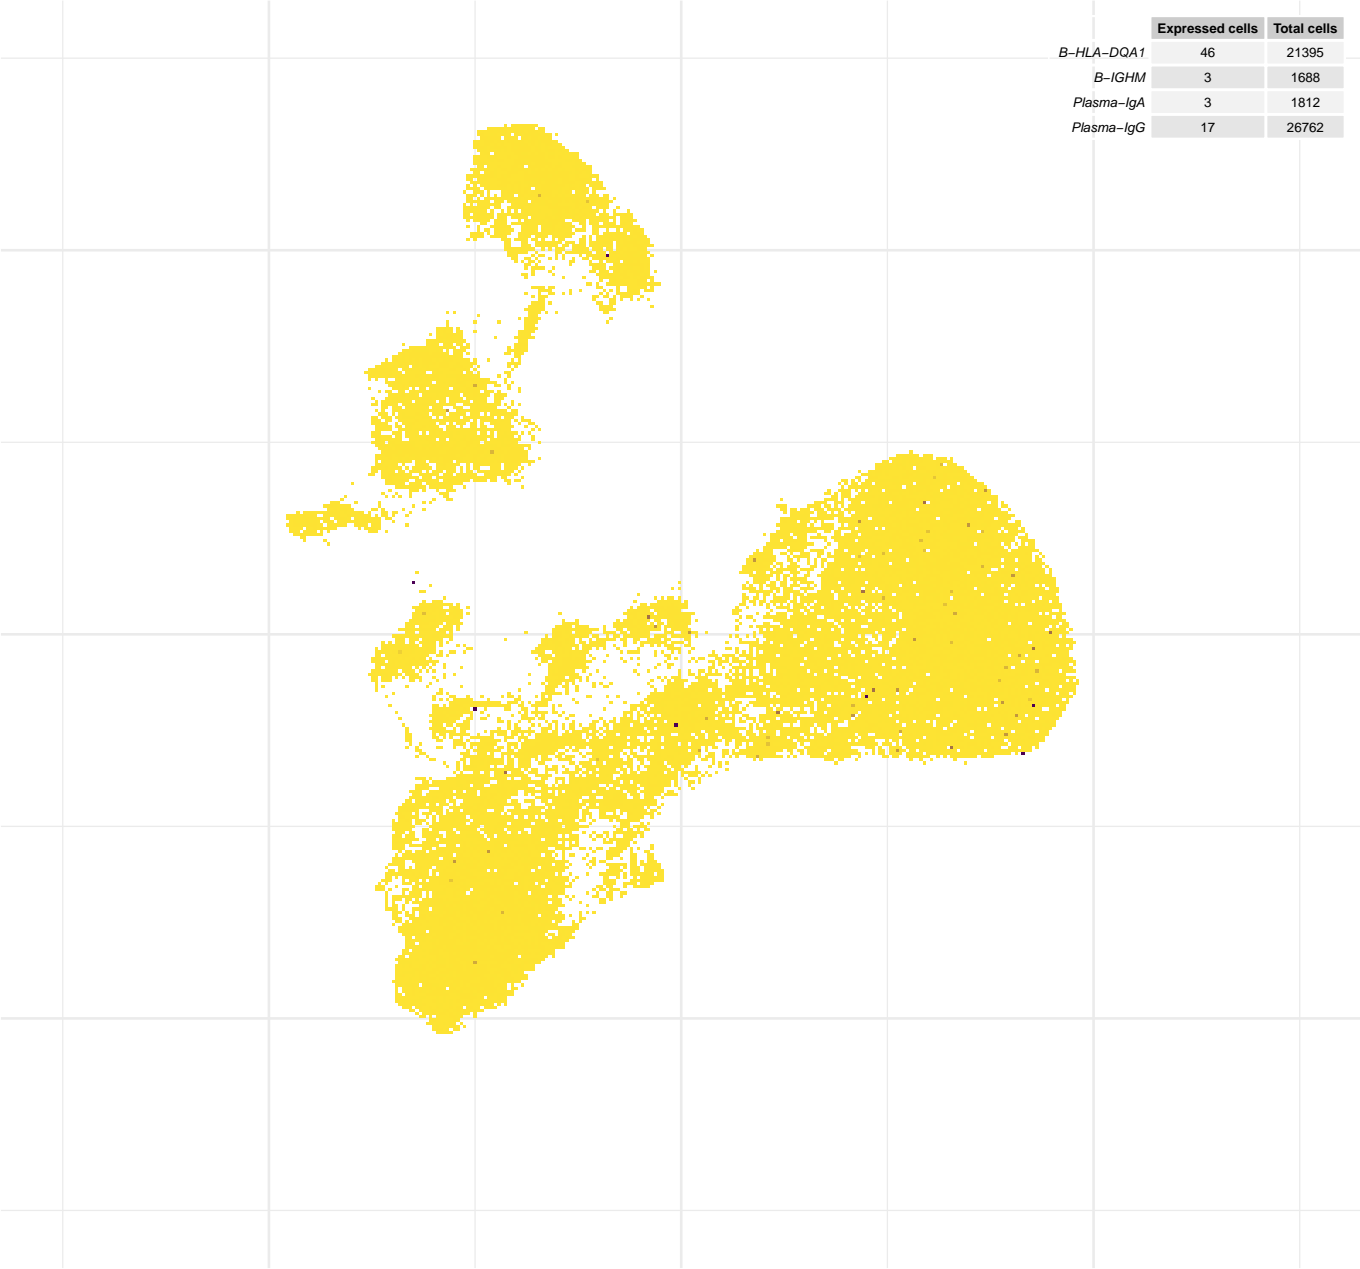 Expressed cells Total cells
B−HLA−DQA1 46 21395
B−IGHM 3 1688
Plasma−IgA 3 1812
Plasma−IgG 17 26762